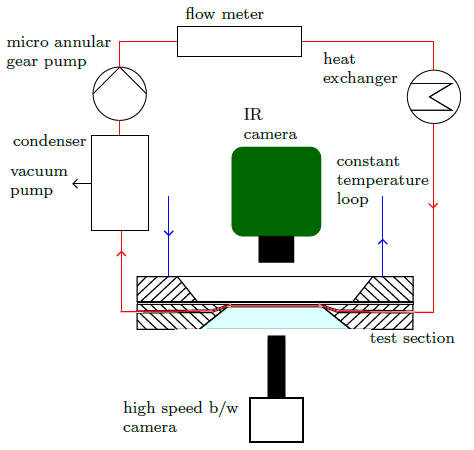 flow meter
micro annular
gear pump
heat
exchanger
IR
camera
condenser
vacuum
pump
constant
temperature
loop
test section
high speed b/w
camera